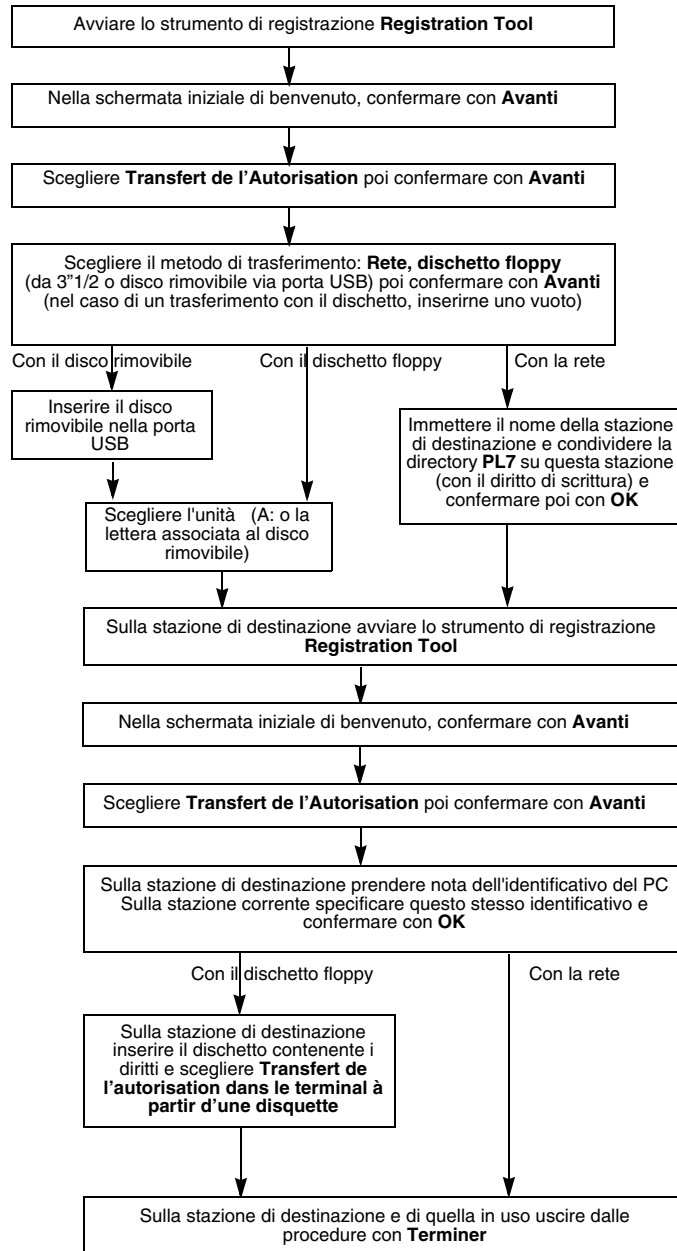 Avviare lo strumento di registrazione Registration Tool
Nella schermata iniziale di benvenuto, confermare con Avanti
Scegliere Transfert de l'Autorisation poi confermare con Avanti
Scegliere il metodo di trasferimento: Rete, dischetto floppy
(da 3"1/2 o disco rimovibile via porta USB) poi confermare con Avanti
(nel caso di un trasferimento con il dischetto, inserirne uno vuoto)
Con il disco rimovibile
Con il dischetto floppy
Con la rete
Inserire il disco
rimovibile nella porta
USB
Immettere il nome della stazione
di destinazione e condividere la
directory PL7 su questa stazione
(con il diritto di scrittura) e
confermare poi con OK
Scegliere l'unità (A: o la
lettera associata al disco
rimovibile)
Sulla stazione di destinazione avviare lo strumento di registrazione
Registration Tool
Nella schermata iniziale di benvenuto, confermare con Avanti
Scegliere Transfert de l'Autorisation poi confermare con Avanti
Sulla stazione di destinazione prendere nota dell'identificativo del PC
Sulla stazione corrente specificare questo stesso identificativo e
confermare con OK
Con il dischetto floppy
Con la rete
Sulla stazione di destinazione
inserire il dischetto contenente i
diritti e scegliere Transfert de
l'autorisation dans le terminal à
partir d'une disquette
Sulla stazione di destinazione e di quella in uso uscire dalle
procedure con Terminer